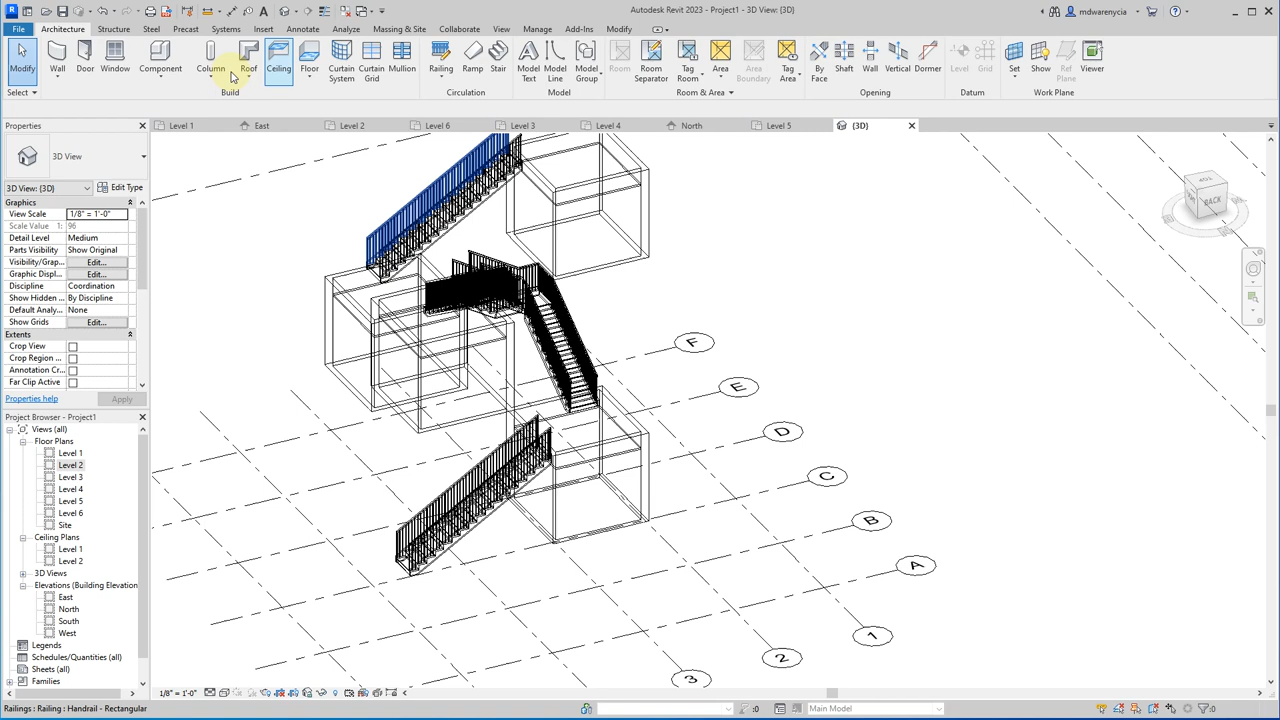 Autodesk Revit 2023 - Project1 - 3D View: {3D}
mdwarenycia
File Architecture Structure Steel Precast Systems Insert Annotate Analyze Massing & Site Collaborate View Manage Add-Ins Modify
Modify Wall Door Window Component Column Roof Ceiling Floor Curtain System Curtain Grid Mullion Railing Ramp Stair Model Text Model Line Model Group Room Room Separator Tag Room Area Area Boundary Tag Area By Face Shaft Wall Vertical Dormer Level Grid Set Show Ref Plane Viewer
Select Build Circulation Model Room & Area Opening Datum Work Plane
Properties
Level 1 East Level 2 Level 6 Level 3 Level 4 North Level 5 {3D}
3D View
3D View: {3D} Edit Type
Graphics
View Scale 1/8" = 1'-0"
Scale Value 1: 96
Detail Level Medium
Parts Visibility Show Original
Visibility/Grap... Edit...
Graphic Displ... Edit...
Discipline Coordination
Show Hidden ... By Discipline
Default Analy... None
Show Grids Edit...
Extents
Crop View
Crop Region ...
Annotation Cr...
Far Clip Active
Properties help Apply
Project Browser - Project1
Views (all)
Floor Plans
Level 1
Level 2
Level 3
Level 4
Level 5
Level 6
Site
Ceiling Plans
Level 1
Level 2
3D Views
Elevations (Building Elevation
East
North
South
West
Legends
Schedules/Quantities (all)
Sheets (all)
Families
TOP
BACK
F
E
D
C
B
A
1
2
3
1/8" = 1'-0"
Railings : Railing : Handrail - Rectangular
:0
Main Model
:0